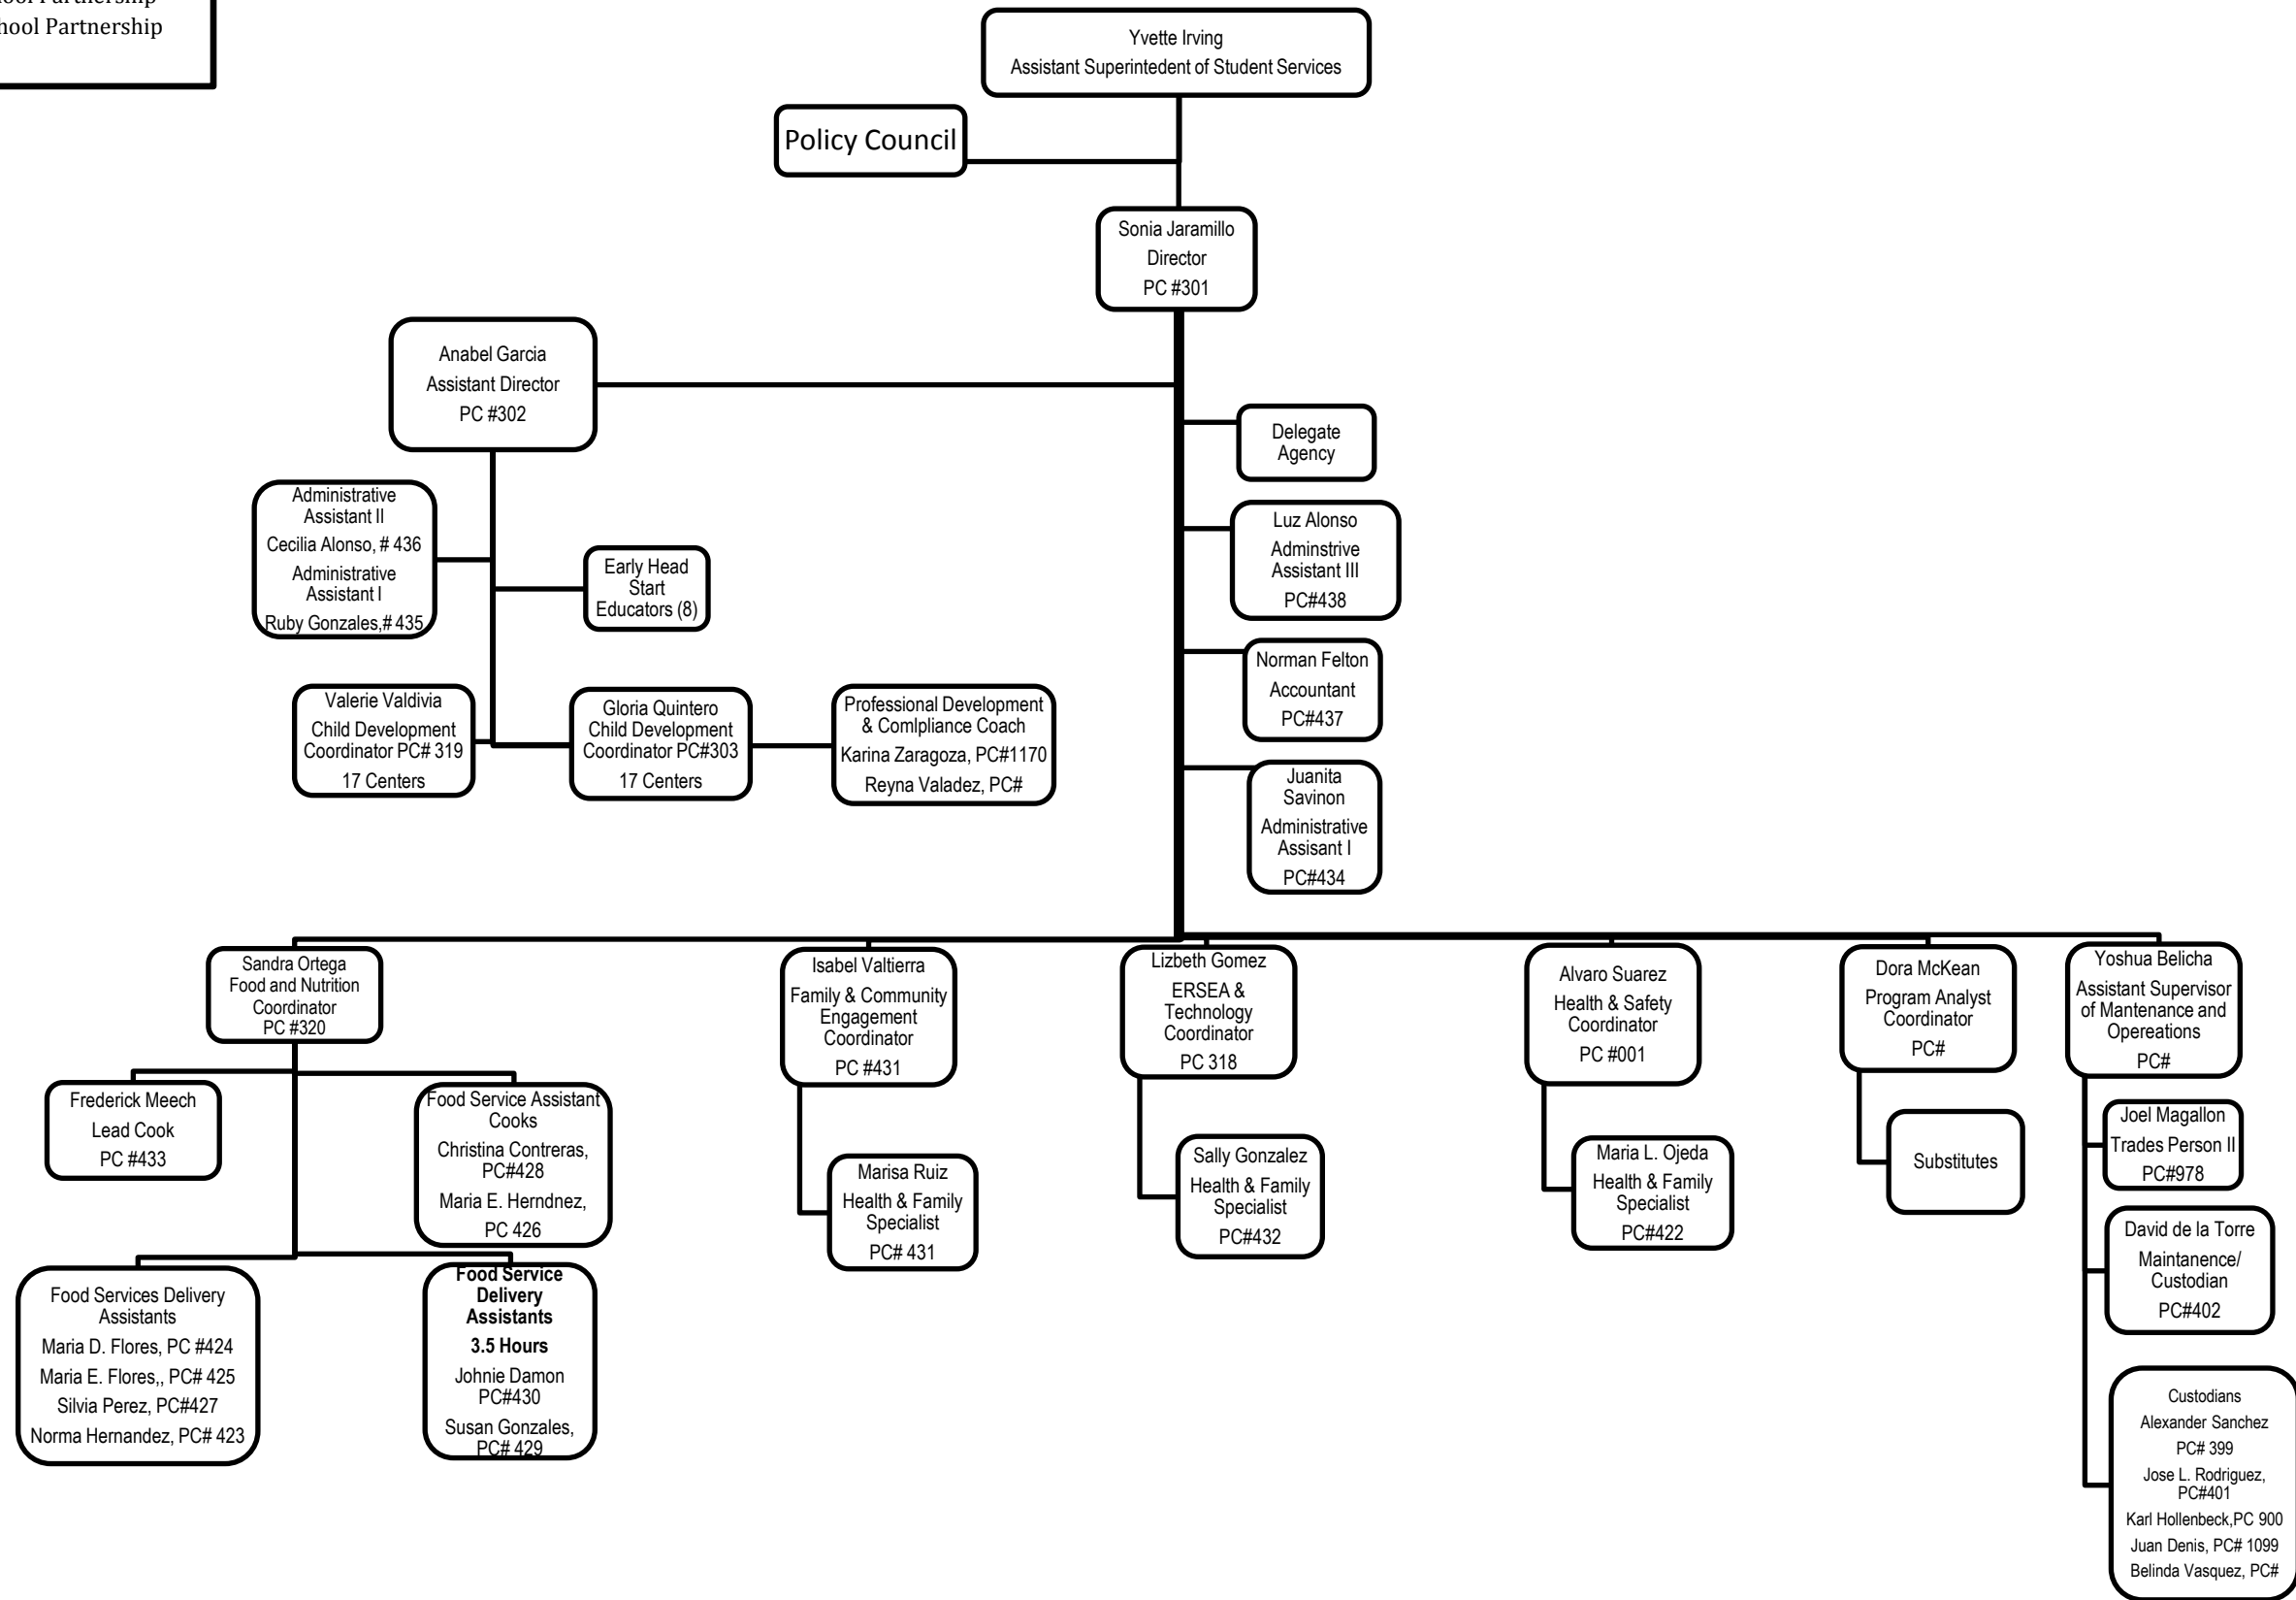 hool Partnership
Yvette Irving
Assistant Superintedent of Student Services
Policy Council
Sonia Jaramillo
Director
PC #301
Anabel Garcia
Assistant Director
PC #302
Delegate
Agency
Administrative
Assistant II
Cecilia Alonso, # 436
Administrative
Assistant I
Ruby Gonzales,# 435
Early Head
Start
Educators (8)
Luz Alonso
Adminstrive
Assistant III
PC#438
Norman Felton
Accountant
PC#437
Valerie Valdivia
Child Development
Coordinator PC# 319
17 Centers
Gloria Quintero
Child Development
Coordinator PC#303
17 Centers
Professional Development
& Comlpliance Coach
Karina Zaragoza, PC#1170
Reyna Valadez, PC#
Juanita
Savinon
Administrative
Assisant I
PC#434
Sandra Ortega
Food and Nutrition
Coordinator
PC #320
Isabel Valtierra
Family & Community
Engagement
Coordinator
PC #431
Lizbeth Gomez
ERSEA &
Technology
Coordinator
PC 318
Alvaro Suarez
Health & Safety
Coordinator
PC #001
Dora McKean
Program Analyst
Coordinator
PC#
Yoshua Belicha
Assistant Supervisor
of Mantenance and
Opereations
PC#
Frederick Meech
Lead Cook
PC #433
Food Service Assistant
Cooks
Christina Contreras,
PC#428
Maria E. Herndnez,
PC 426
Marisa Ruiz
Health & Family
Specialist
PC# 431
Sally Gonzalez
Health & Family
Specialist
PC#432
Maria L. Ojeda
Health & Family
Specialist
PC#422
Substitutes
Joel Magallon
Trades Person II
PC#978
David de la Torre
Maintanence/
Custodian
PC#402
Food Services Delivery
Assistants
Maria D. Flores, PC #424
Maria E. Flores,, PC# 425
Silvia Perez, PC#427
Norma Hernandez, PC# 423
Food Service
Delivery
Assistants
3.5 Hours
Johnie Damon
PC#430
Susan Gonzales,
PC# 429
Custodians
Alexander Sanchez
PC# 399
Jose L. Rodriguez,
PC#401
Karl Hollenbeck,PC 900
Juan Denis, PC# 1099
Belinda Vasquez, PC#